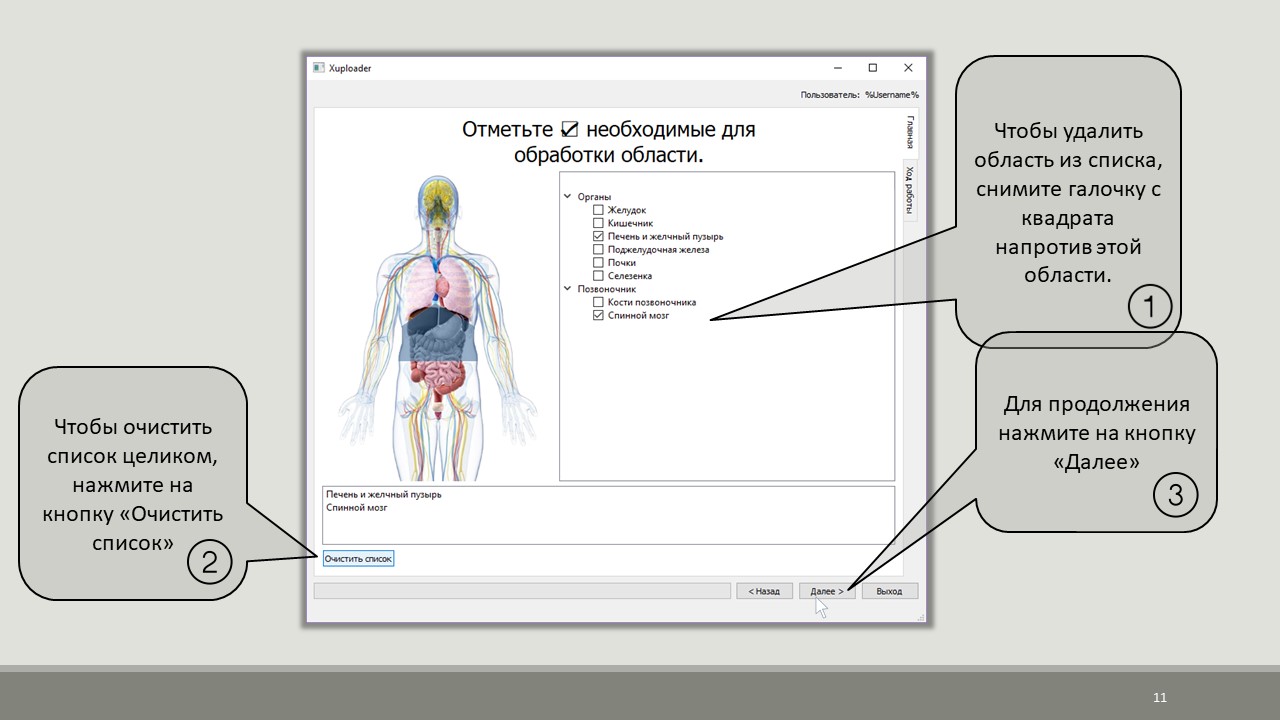 Xuploader
Пользователь: %Username%
Отметьте необходимые для
обработки области.
Главная
Ход работы
Органы
Желудок
Кишечник
Печень и желчный пузырь
Поджелудочная железа
Почки
Селезенка
Позвоночник
Кости позвоночника
Спинной мозг
Печень и желчный пузырь
Спинной мозг
Очистить список
< Назад
Далее >
Выход
Чтобы удалить
область из списка,
снимите галочку с
квадрата
напротив этой
области.
1
Чтобы очистить
список целиком,
нажмите на
кнопку «Очистить
список»
2
Для продолжения
нажмите на кнопку
«Далее»
3
11